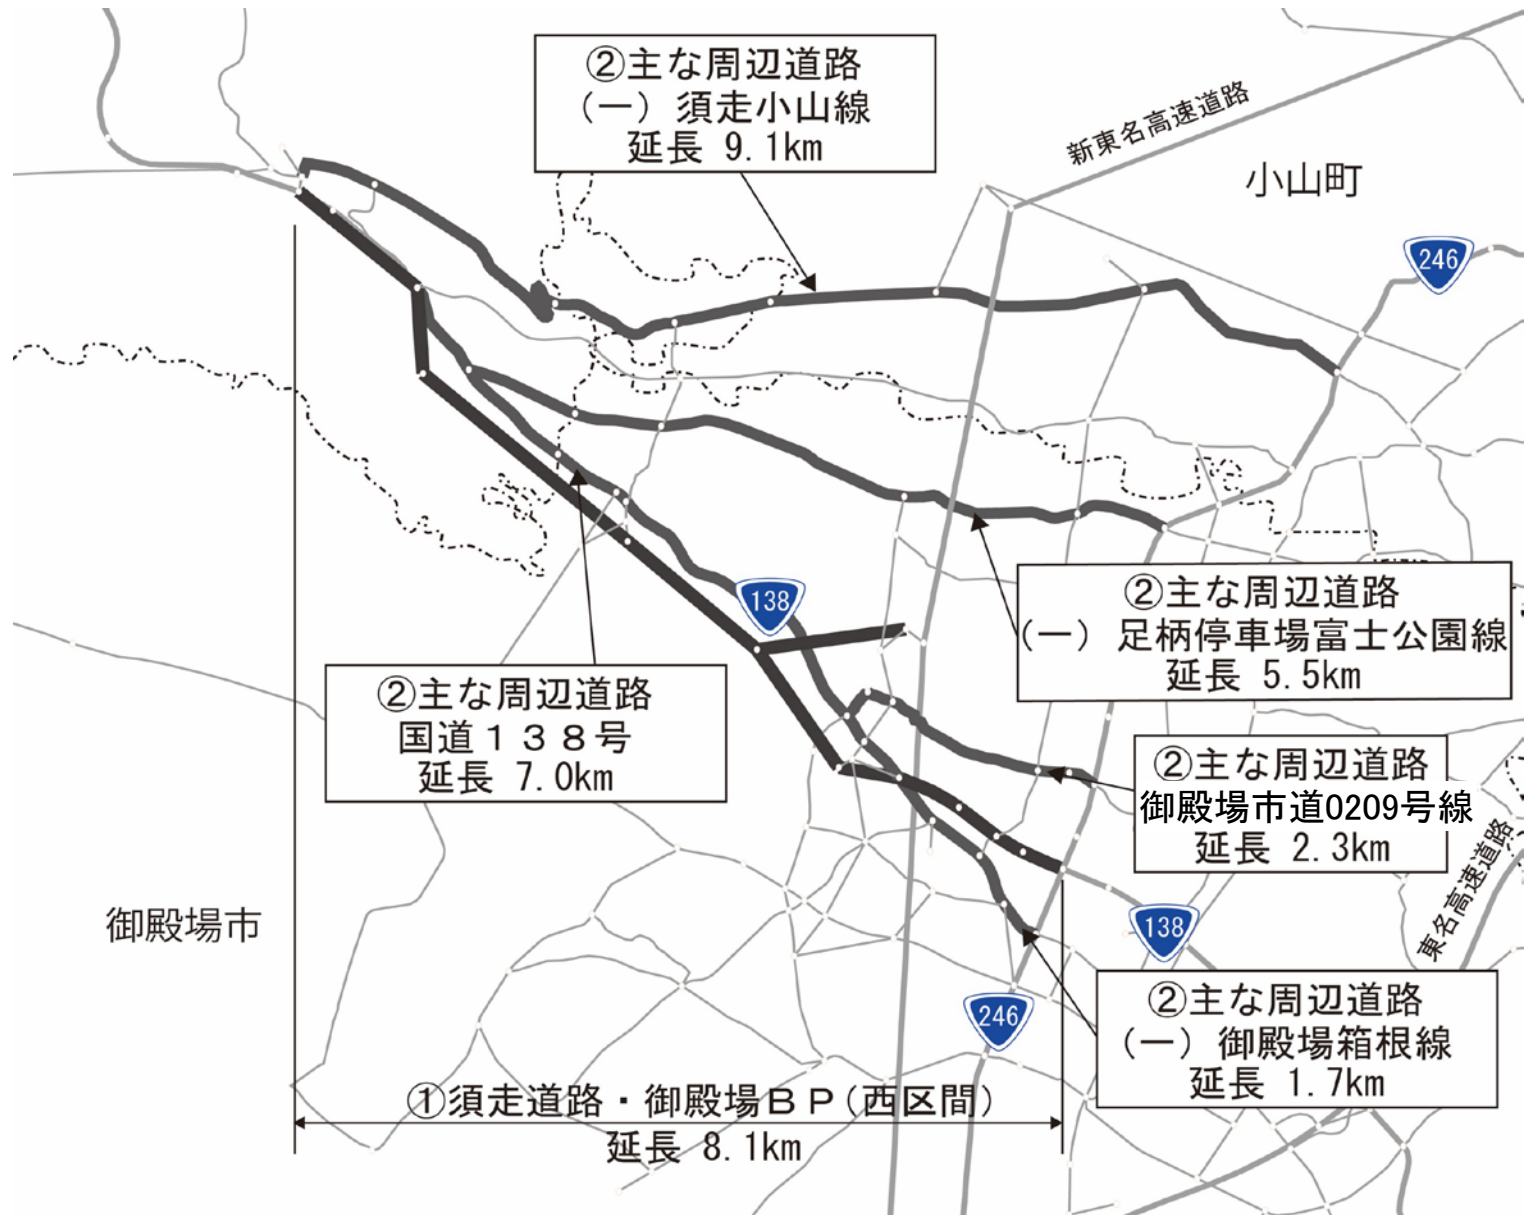 ②主な周辺道路
（一）須走小山線
延長 9.1km
新東名高速道路
小山町
246
②主な周辺道路
（一）足柄停車場富士公園線
延長 5.5km
138
②主な周辺道路
国道１３８号
延長 7.0km
②主な周辺道路
御殿場市道0209号線
延長 2.3km
東名高速道路
御殿場市
138
②主な周辺道路
（一）御殿場箱根線
延長 1.7km
246
①須走道路・御殿場ＢＰ(西区間)
延長 8.1km